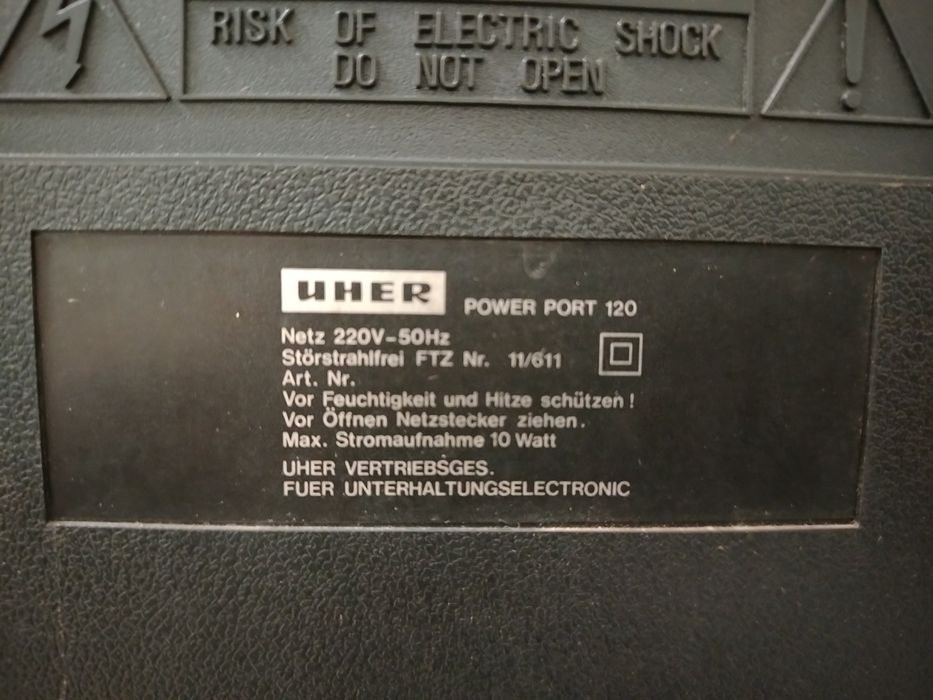 RISK OF ELECTRIC SHOCK
DO NOT OPEN
UHER POWER PORT 120
Netz 220V-50Hz
Störstrahlfrei FTZ Nr. 11/611
Art. Nr.
Vor Feuchtigkeit und Hitze schützen!
Vor Öffnen Netzstecker ziehen.
Max. Stromaufnahme 10 Watt
UHER VERTRIEBSGES.
FUER UNTERHALTUNGSELECTRONIC